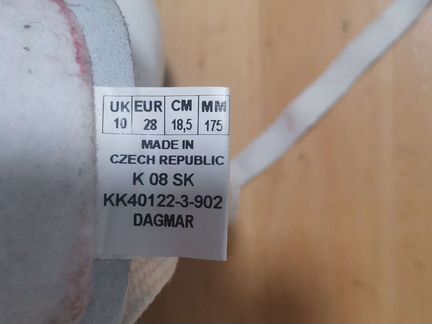 UK EUR CM MM
10 28 18,5 175
MADE IN
CZECH REPUBLIC
K 08 SK
KK40122-3-902
DAGMAR